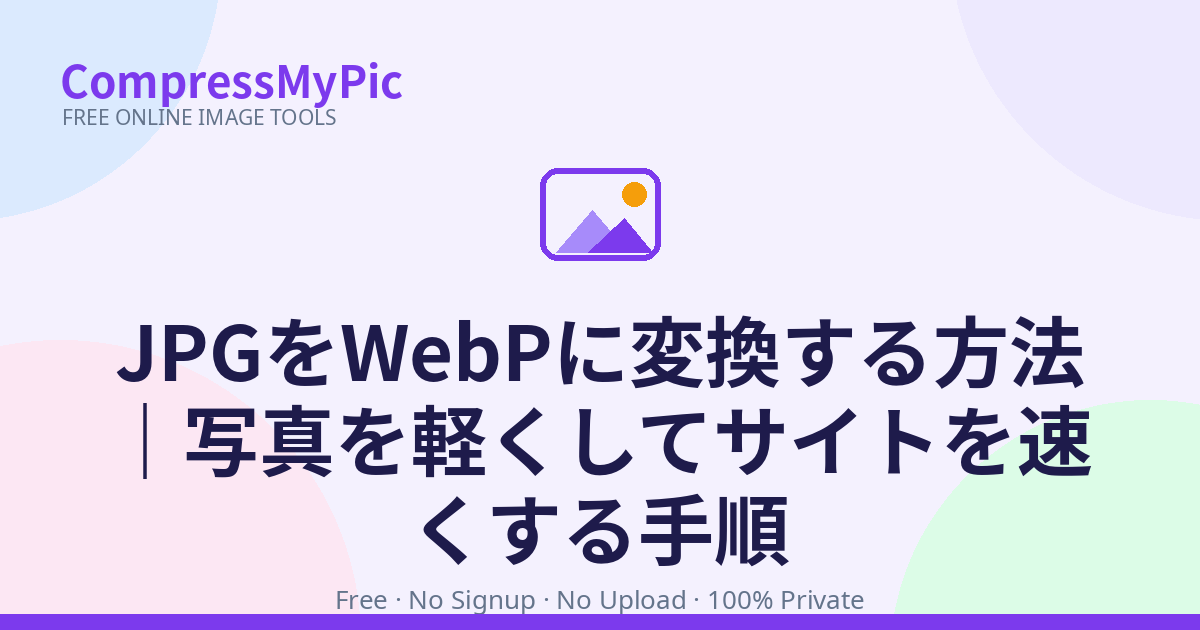 CompressMyPic
FREE ONLINE IMAGE TOOLS
JPGをWebPに変換する方法
｜写真を軽くしてサイトを速
くする手順
Free · No Signup · No Upload · 100% Private